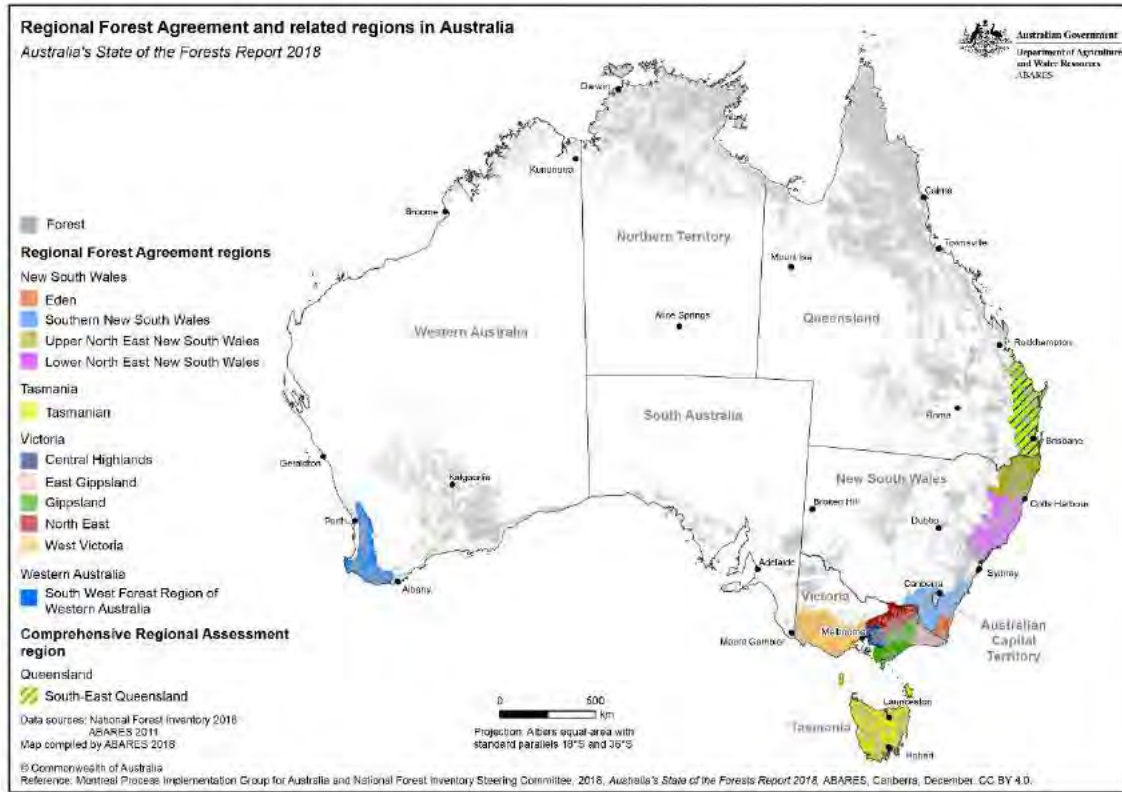 Regional Forest Agreement and related regions in Australia
Australia's State of the Forests Report 2018
Australian Government
Department of Agriculture
and Water Resources
ABARES
Darwin
Kununurra
Cairns
Broome
Forest
Northern Territory
Townsville
Regional Forest Agreement regions
Mount Isa
New South Wales
Eden
Alice Springs
Queensland
Southern New South Wales
Western Australia
Upper North East New South Wales
Rockhampton
Lower North East New South Wales
Tasmania
South Australia
Roma
Tasmanian
Brisbane
Victoria
Central Highlands
Geraldton
East Gippsland
Kalgoorlie
New South Wales
Gippsland
Broken Hill
Coffs Harbour
North East
Perth
Dubbo
West Victoria
Adelaide
Sydney
Western Australia
Albany
Canberra
South West Forest Region of
Western Australia
Victoria
Mount Gambier
Melbourne
Australian
Capital
Territory
Comprehensive Regional Assessment
region
Queensland
South-East Queensland
0 500
km
Launceston
Tasmania
Hobart
Projection: Albers equal-area with
standard parallels 18°S and 36°S
Data sources: National Forest Inventory 2016
ABARES 2011
Map compiled by ABARES 2018
© Commonwealth of Australia
Reference: Montreal Process Implementation Group for Australia and National Forest Inventory Steering Committee, 2018, Australia's State of the Forests Report 2018, ABARES, Canberra, December. CC BY 4.0.